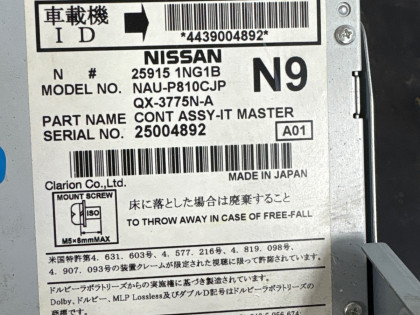 車載機
ID
*4439004892*
NISSAN
N # 25915 1NG1B
N9
MODEL NO. NAU-P810CJP
QX-3775N-A
PART NAME CONT ASSY-IT MASTER
SERIAL NO. 25004892
A01
MADE IN JAPAN
Clarion Co.,Ltd.
MOUNT SCREW
ISO
M5×8mmMAX
床に落とした場合は廃棄すること
TO THROW AWAY IN CASE OF FREE-FALL
米国特許第4．631．603号、4．577．216号、4．819．098号、
4．907．093号の装置クレームが限定された視聴に限って許諾されています。
ドルビーラボラトリーズからの実施権に基づき製造されています。
Dolby、ドルビー、MLP Lossless及びダブルD記号はドルビーラボラトリーズの